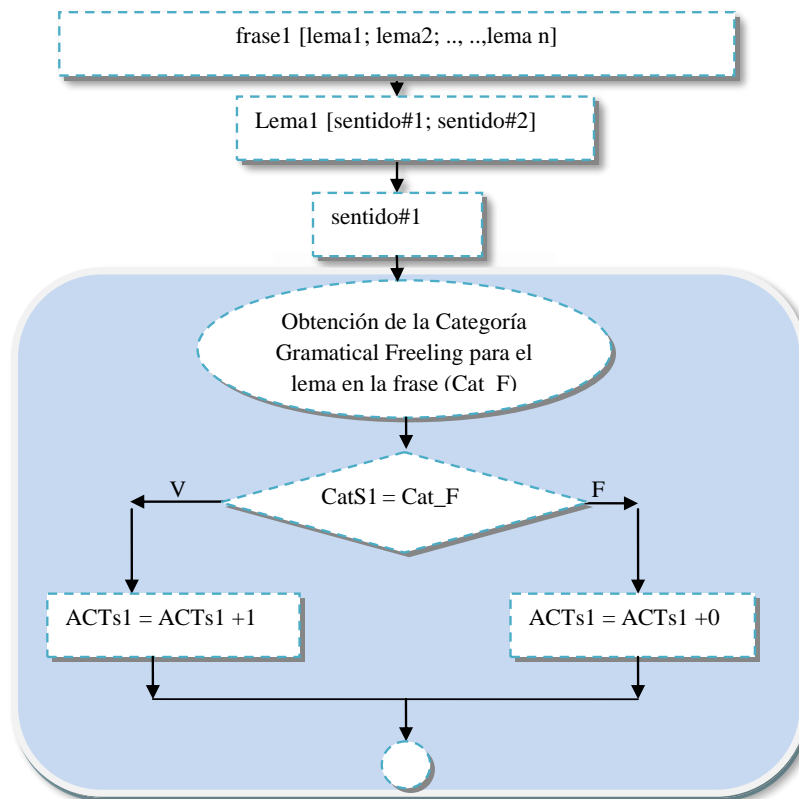 frase1 [lema1; lema2; .., ..,lema n]
Lema1 [sentido#1; sentido#2]
sentido#1
Obtención de la Categoría
Gramatical Freeling para el
lema en la frase (Cat_F)
V
CatS1 = Cat_F
F
ACTs1 = ACTs1 +1
ACTs1 = ACTs1 +0